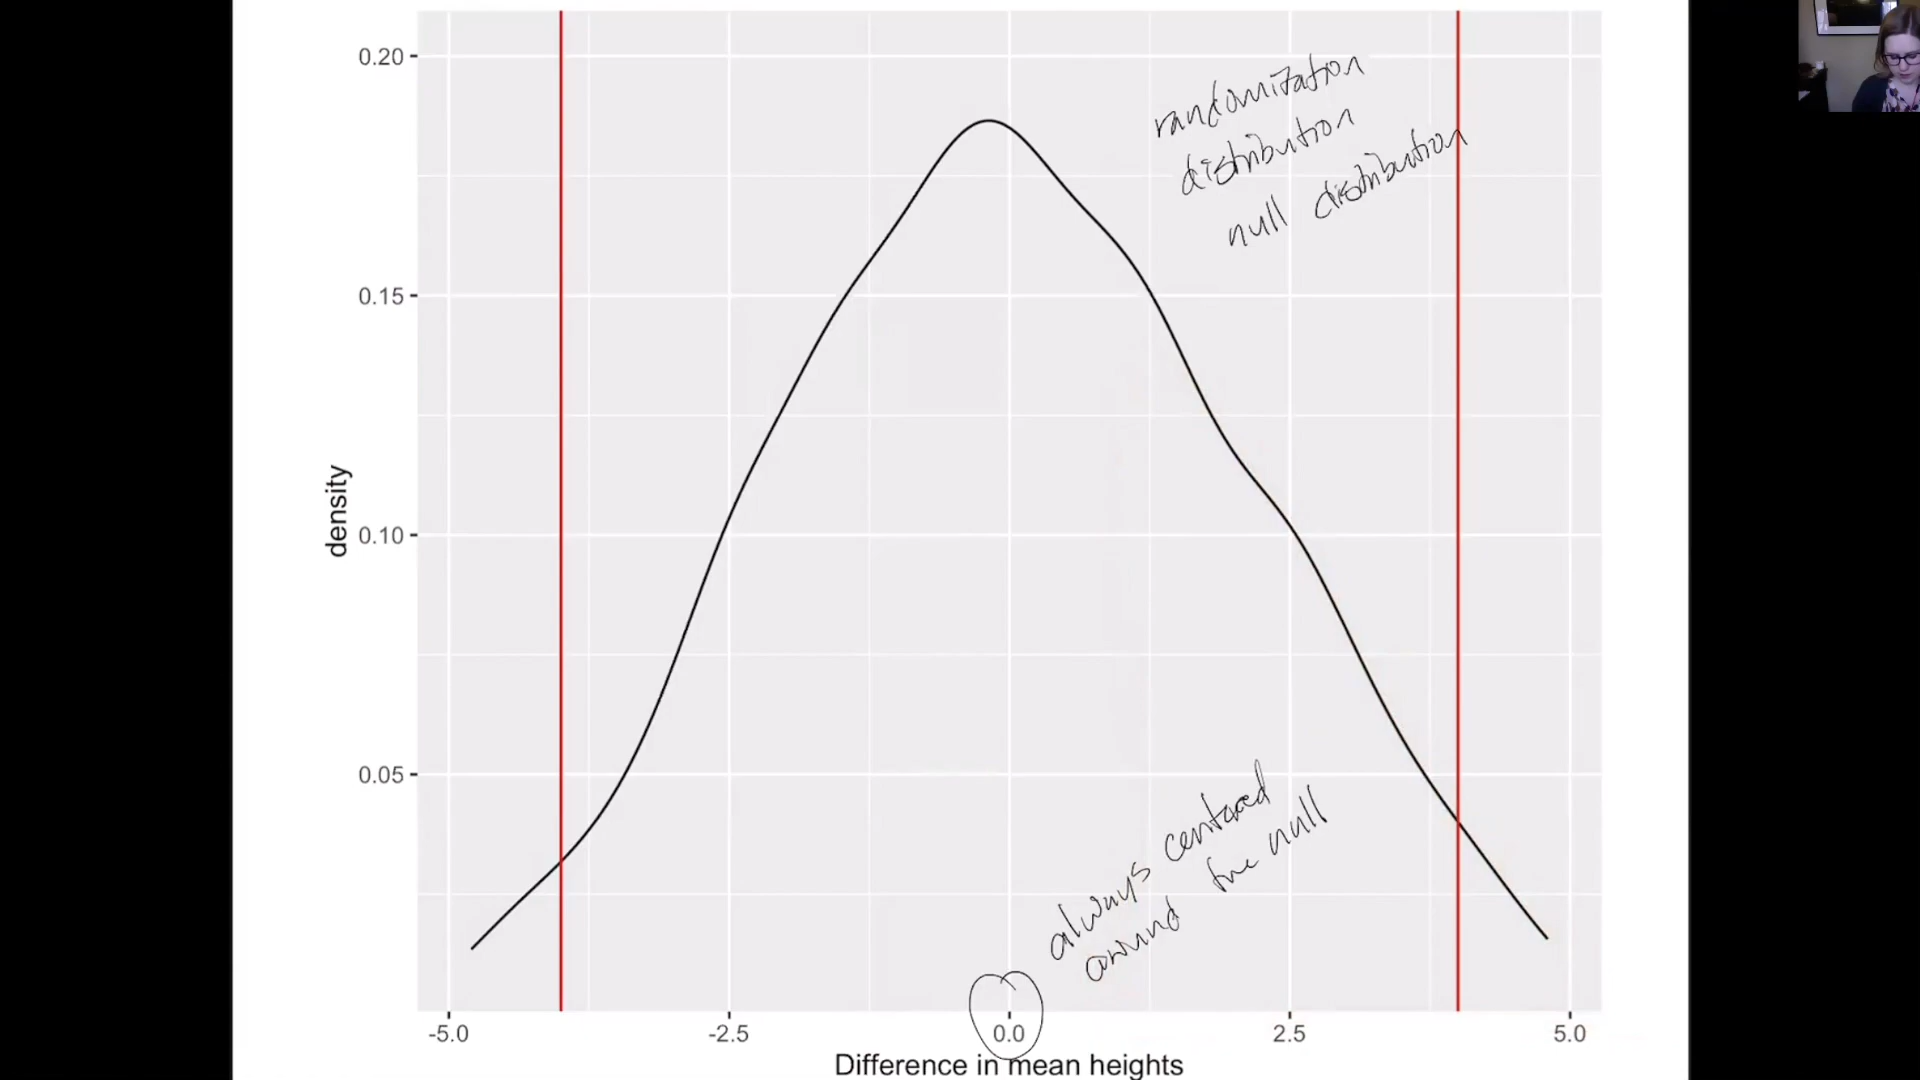 0.20
0.15
0.10
0.05
density
-5.0 -2.5 0.0 2.5 5.0
Difference in mean heights
randomization
distribution
null distribution
always centered
around the null